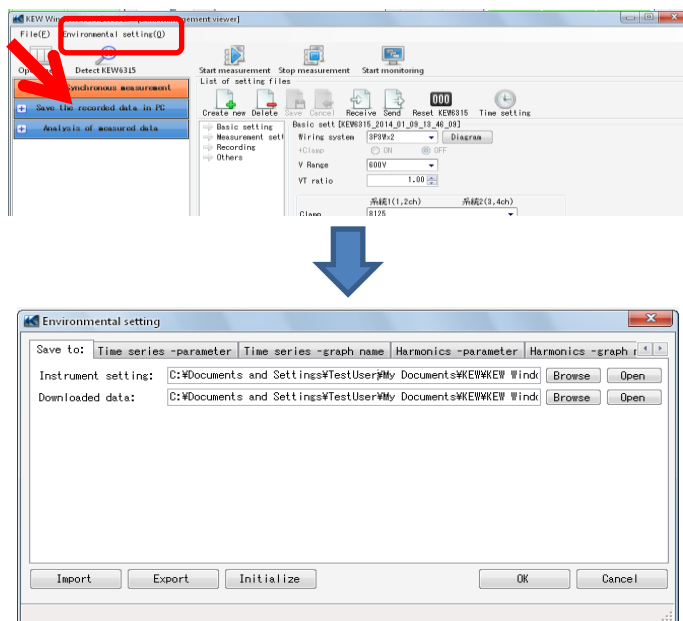 KEW Win
ement viewer]
File(F) Environmental setting(O)
Op
Detect KEW6315
Start measurement
Stop measurement
Start monitoring
ynchronous measurement
Save the recorded data in PC
Analysis of measured data
List of setting files
Create new
Delete
Save
Cancel
Receive
Send
000
Reset KEW6315
Time setting
Basic setting
Measurement sett
Recording
Others
Basic sett [KEW6315_2014_01_09_13_46_09]
Wiring system 3P3W×2 Diagram
+Clamp ON OFF
V Range 600V
VT ratio 1.00
系統1(1,2ch) 系統2(3,4ch)
Clamp 8125
Environmental setting
Save to: Time series -parameter Time series -graph name Harmonics -parameter Harmonics -graph r
Instrument setting: C:¥Documents and Settings¥TestUser¥My Documents¥KEW¥KEW Windo Browse Open
Downloaded data: C:¥Documents and Settings¥TestUser¥My Documents¥KEW¥KEW Windo Browse Open
Import Export Initialize OK Cancel